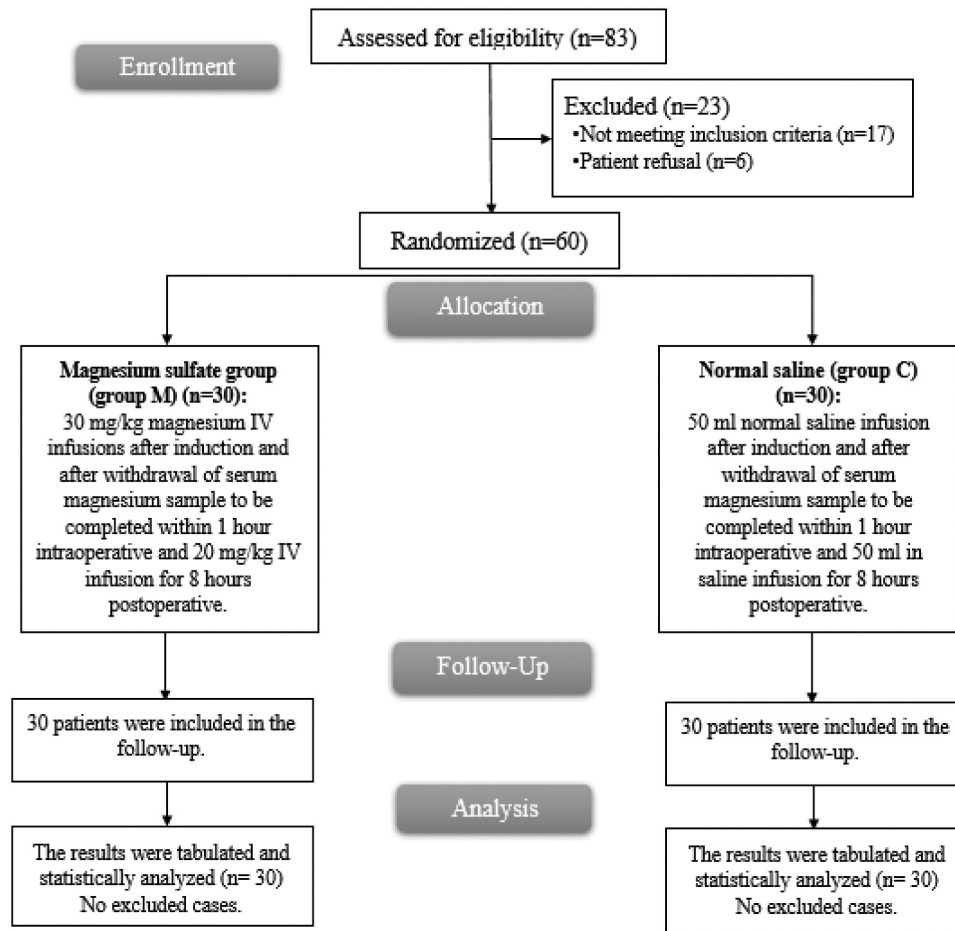 Assessed for eligibility (n=83)
Enrollment
Excluded (n=23)
•Not meeting inclusion criteria (n=17)
•Patient refusal (n=6)
Randomized (n=60)
Allocation
Magnesium sulfate group
(group M) (n=30):
30 mg/kg magnesium IV
infusions after induction and
after withdrawal of serum
magnesium sample to be
completed within 1 hour
intraoperative and 20 mg/kg IV
infusion for 8 hours
postoperative.
Normal saline (group C)
(n=30):
50 ml normal saline infusion
after induction and after
withdrawal of serum
magnesium sample to be
completed within 1 hour
intraoperative and 50 ml in
saline infusion for 8 hours
postoperative.
Follow-Up
30 patients were included in the
follow-up.
30 patients were included in the
follow-up.
Analysis
The results were tabulated and
statistically analyzed (n= 30)
No excluded cases.
The results were tabulated and
statistically analyzed (n= 30)
No excluded cases.